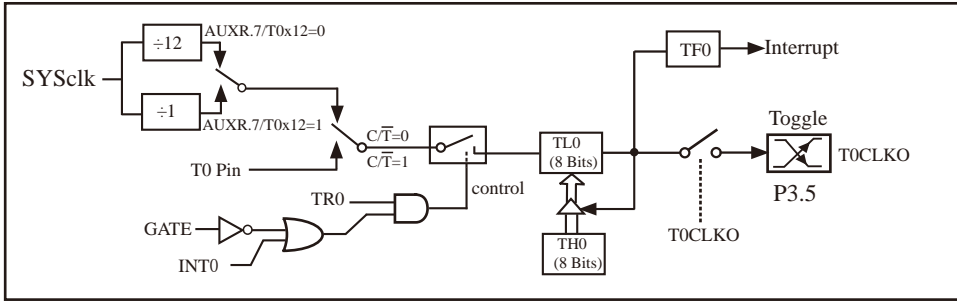 AUXR.7/T0x12=0
÷12
SYSclk
÷1
AUXR.7/T0x12=1
T0 Pin
C/T̅=0
C/T̅=1
TR0
GATE
INT0
control
TL0
(8 Bits)
TH0
(8 Bits)
TF0
Interrupt
Toggle
T0CLKO
P3.5
T0CLKO